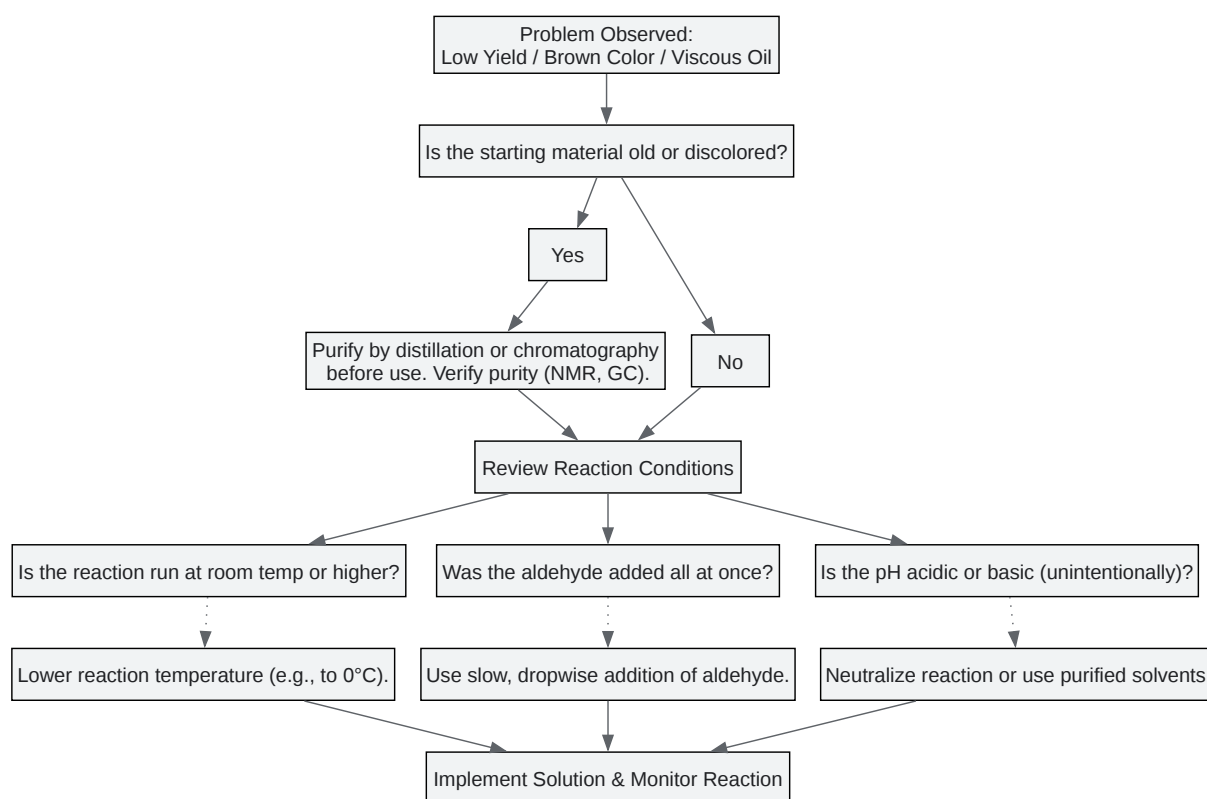 Problem Observed:
Low Yield / Brown Color / Viscous Oil
Is the starting material old or discolored?
Yes
Purify by distillation or chromatography
before use. Verify purity (NMR, GC).
No
Review Reaction Conditions
Is the reaction run at room temp or higher?
Was the aldehyde added all at once?
Is the pH acidic or basic (unintentionally)?
Lower reaction temperature (e.g., to 0°C).
Use slow, dropwise addition of aldehyde.
Neutralize reaction or use purified solvents
Implement Solution & Monitor Reaction